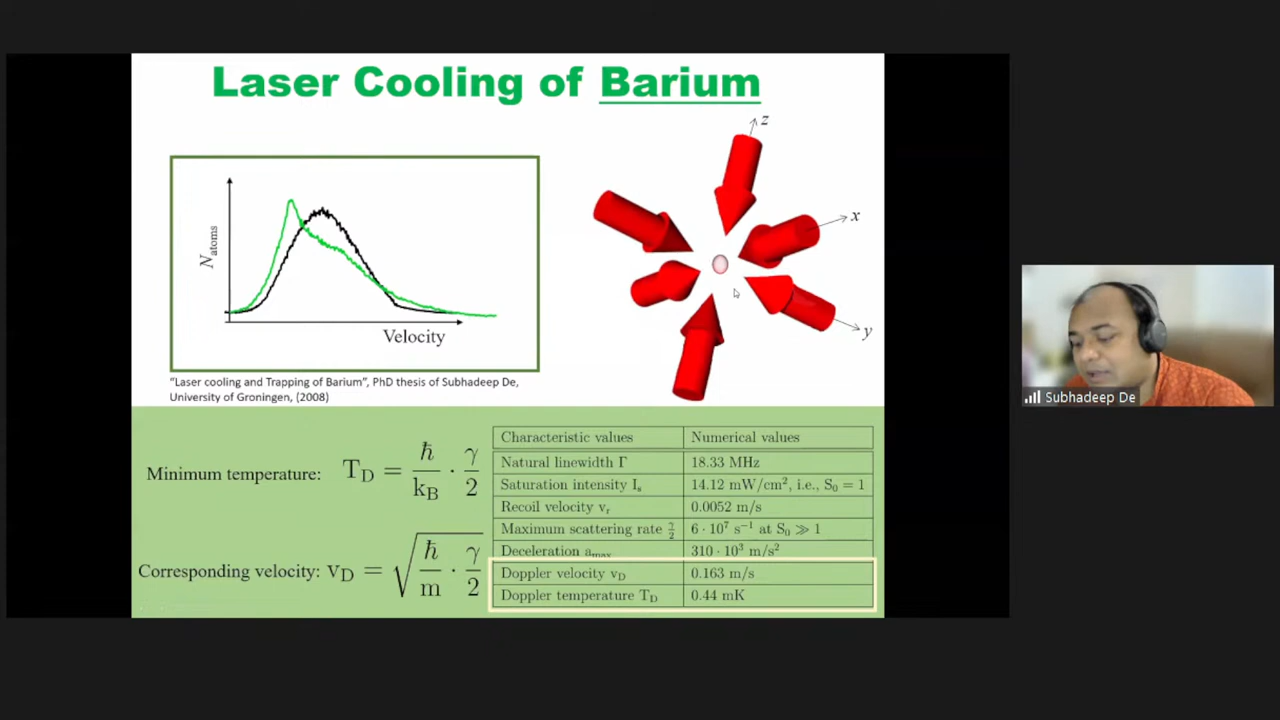 Laser Cooling of Barium
N_atoms
Velocity
z
x
y
"Laser cooling and Trapping of Barium", PhD thesis of Subhadeep De,
University of Groningen, (2008)
Minimum temperature: T_D = ħ/k_B · γ/2
Corresponding velocity: v_D = √(ħ/m · γ/2)
Characteristic values Numerical values
Natural linewidth Γ 18.33 MHz
Saturation intensity I_s 14.12 mW/cm², i.e., S₀ = 1
Recoil velocity v_r 0.0052 m/s
Maximum scattering rate γ/2 6 · 10⁷ s⁻¹ at S₀ ≫ 1
Deceleration a_max 310 · 10³ m/s²
Doppler velocity v_D 0.163 m/s
Doppler temperature T_D 0.44 mK
Subhadeep De